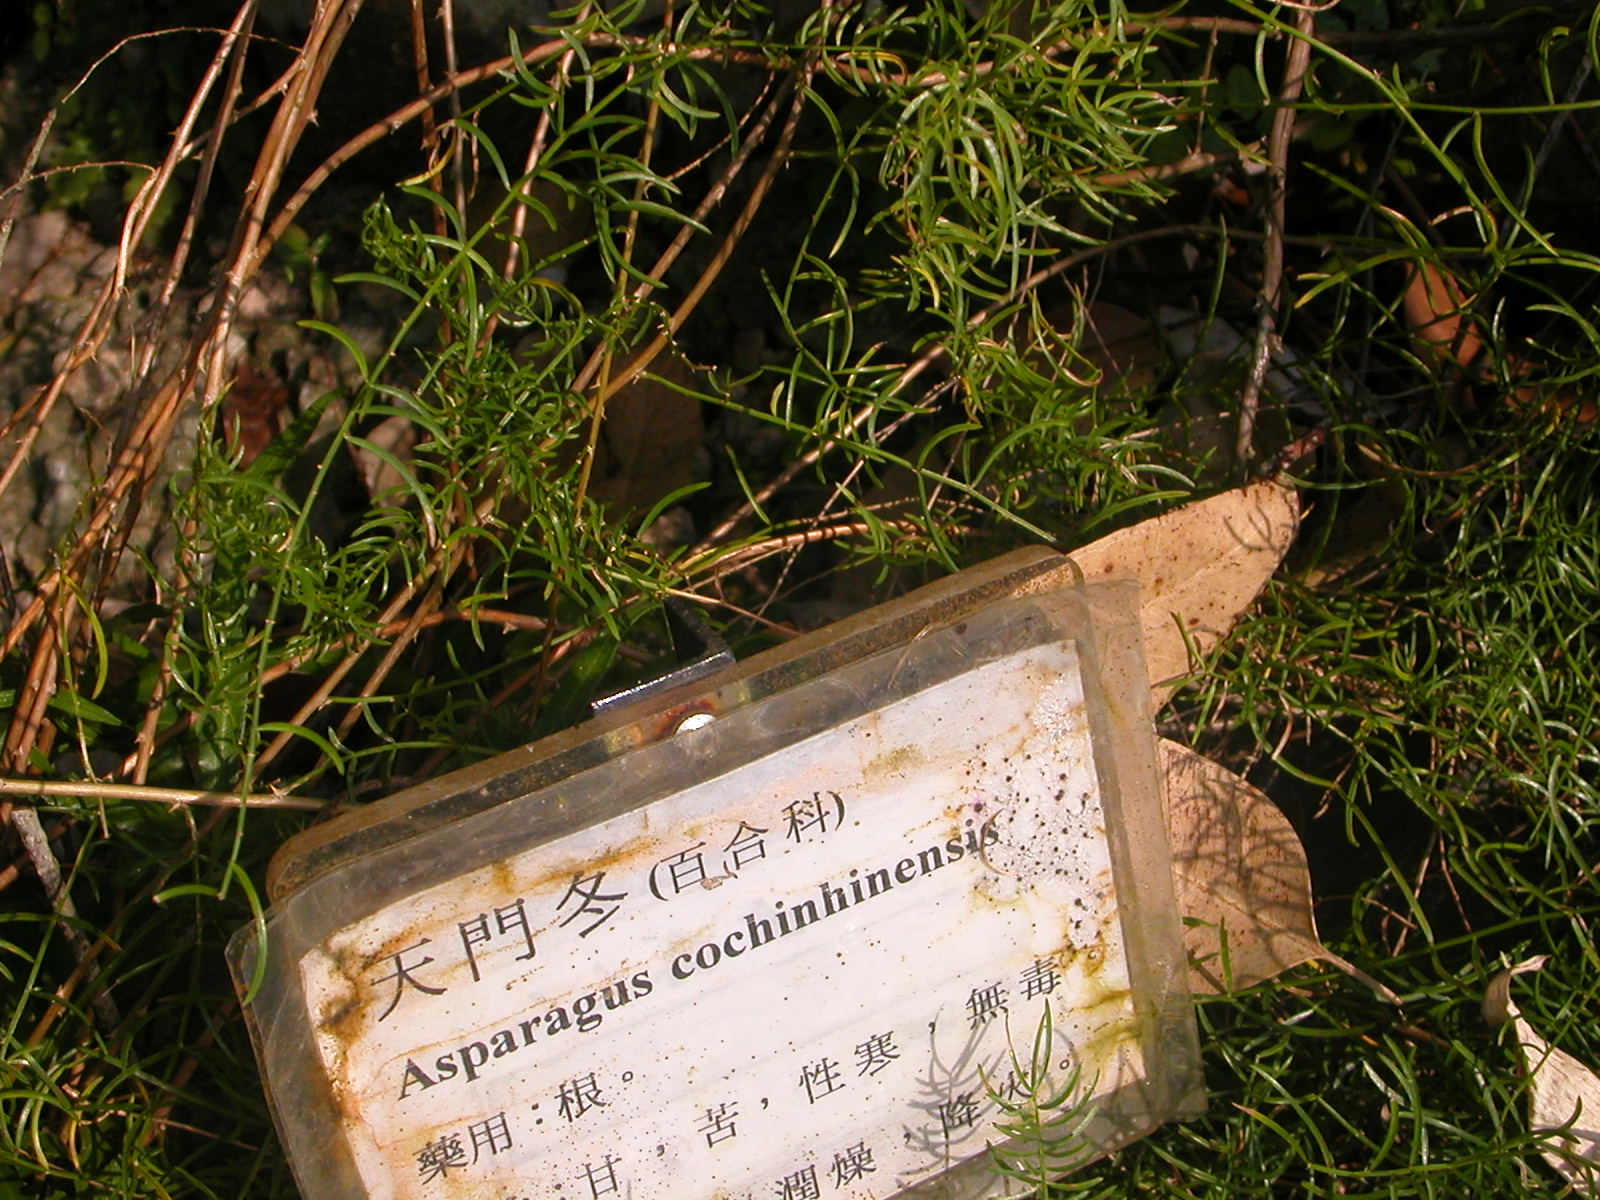 天門冬(百合科)
Asparagus cochinhinensis
藥用：根。
甘，苦，性寒，無毒。
潤燥，降火。